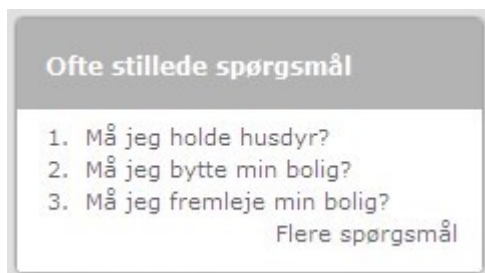 Ofte stillede spørgsmål
1. Må jeg holde husdyr?
2. Må jeg bytte min bolig?
3. Må jeg fremleje min bolig?
Flere spørgsmål